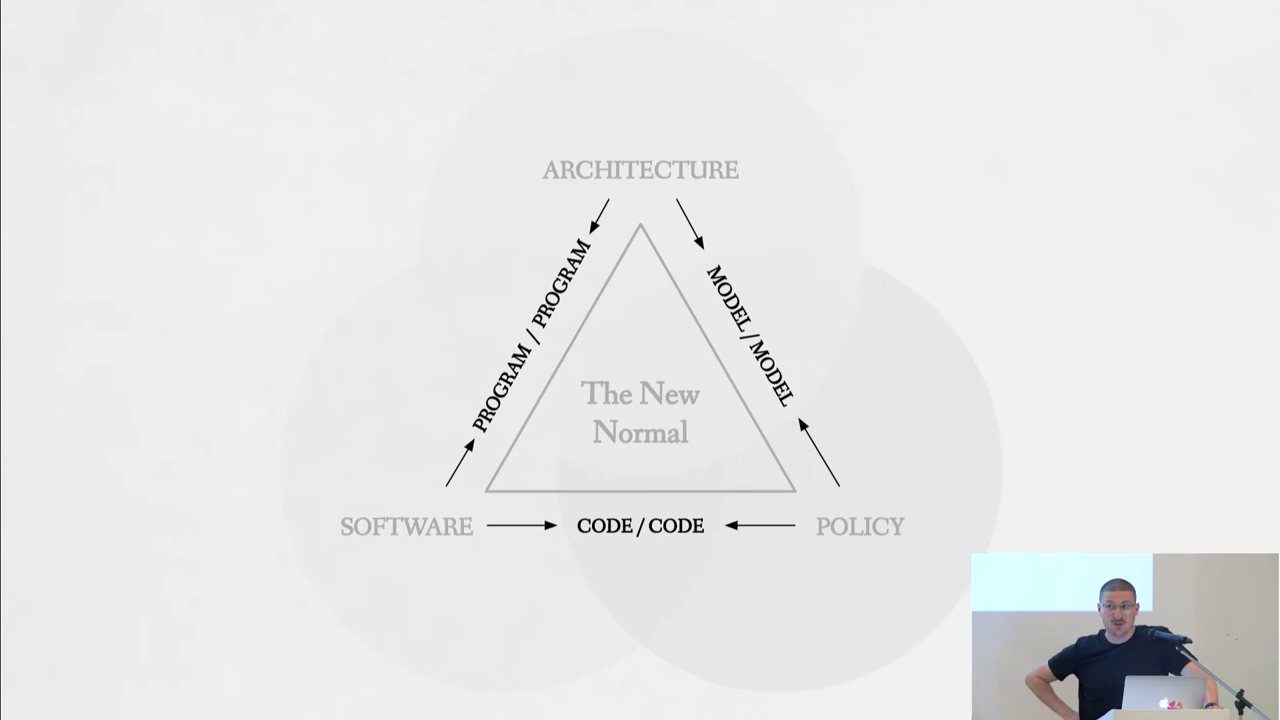 ARCHITECTURE
PROGRAM / PROGRAM
MODEL / MODEL
The New
Normal
SOFTWARE
CODE / CODE
POLICY